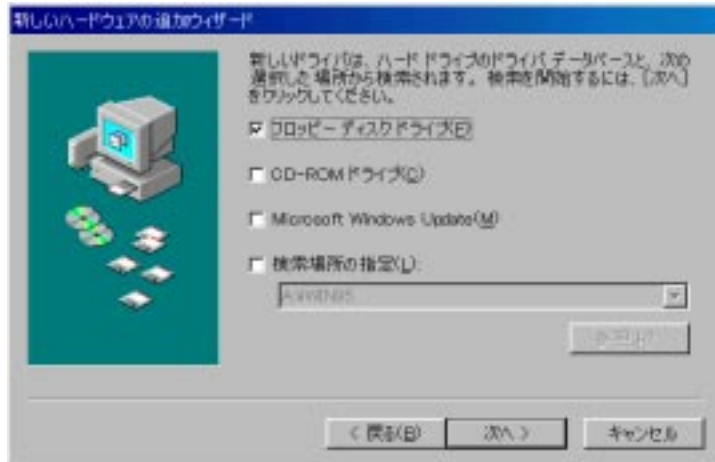 新しいハードウェアの追加ウィザード
新しいドライバは、ハード ドライブのドライバ データベースと、次の
選択した場所から検索されます。検索を開始するには、[次へ]
をクリックしてください。
フロッピー ディスク ドライブ(F)
CD-ROM ドライブ(C)
Microsoft Windows Update(M)
検索場所の指定(L):
A:¥WIN95
< 戻る(B)
次へ >
キャンセル